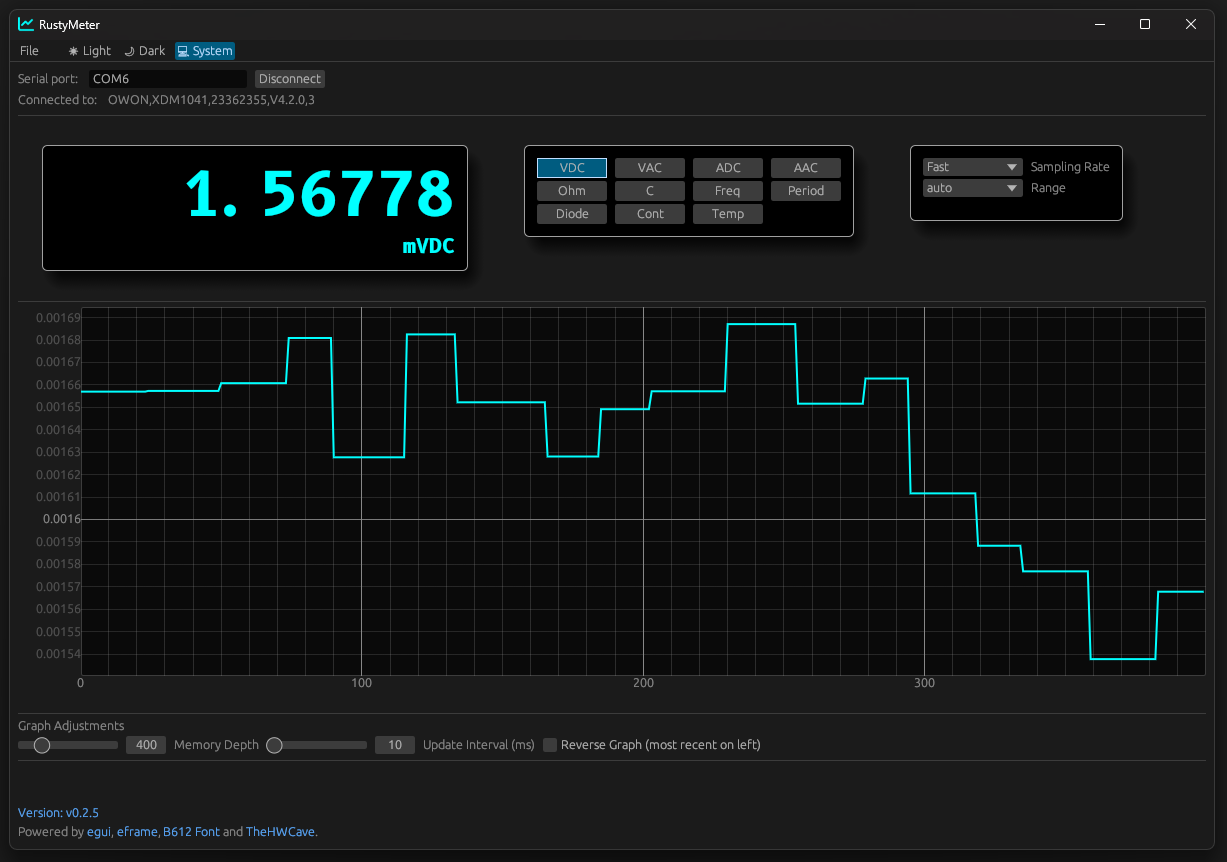 RustyMeter
File Light Dark System
Serial port: COM6 Disconnect
Connected to: OWON,XDM1041,23362355,V4.2.0,3
1.56778
mVDC
VDC VAC ADC AAC
Ohm C Freq Period
Diode Cont Temp
Fast Sampling Rate
auto Range
0.00169
0.00168
0.00167
0.00166
0.00165
0.00164
0.00163
0.00162
0.00161
0.0016
0.00159
0.00158
0.00157
0.00156
0.00155
0.00154
0 100 200 300
Graph Adjustments
400 Memory Depth 10 Update Interval (ms) Reverse Graph (most recent on left)
Version: v0.2.5
Powered by egui, eframe, B612 Font and TheHWCave.